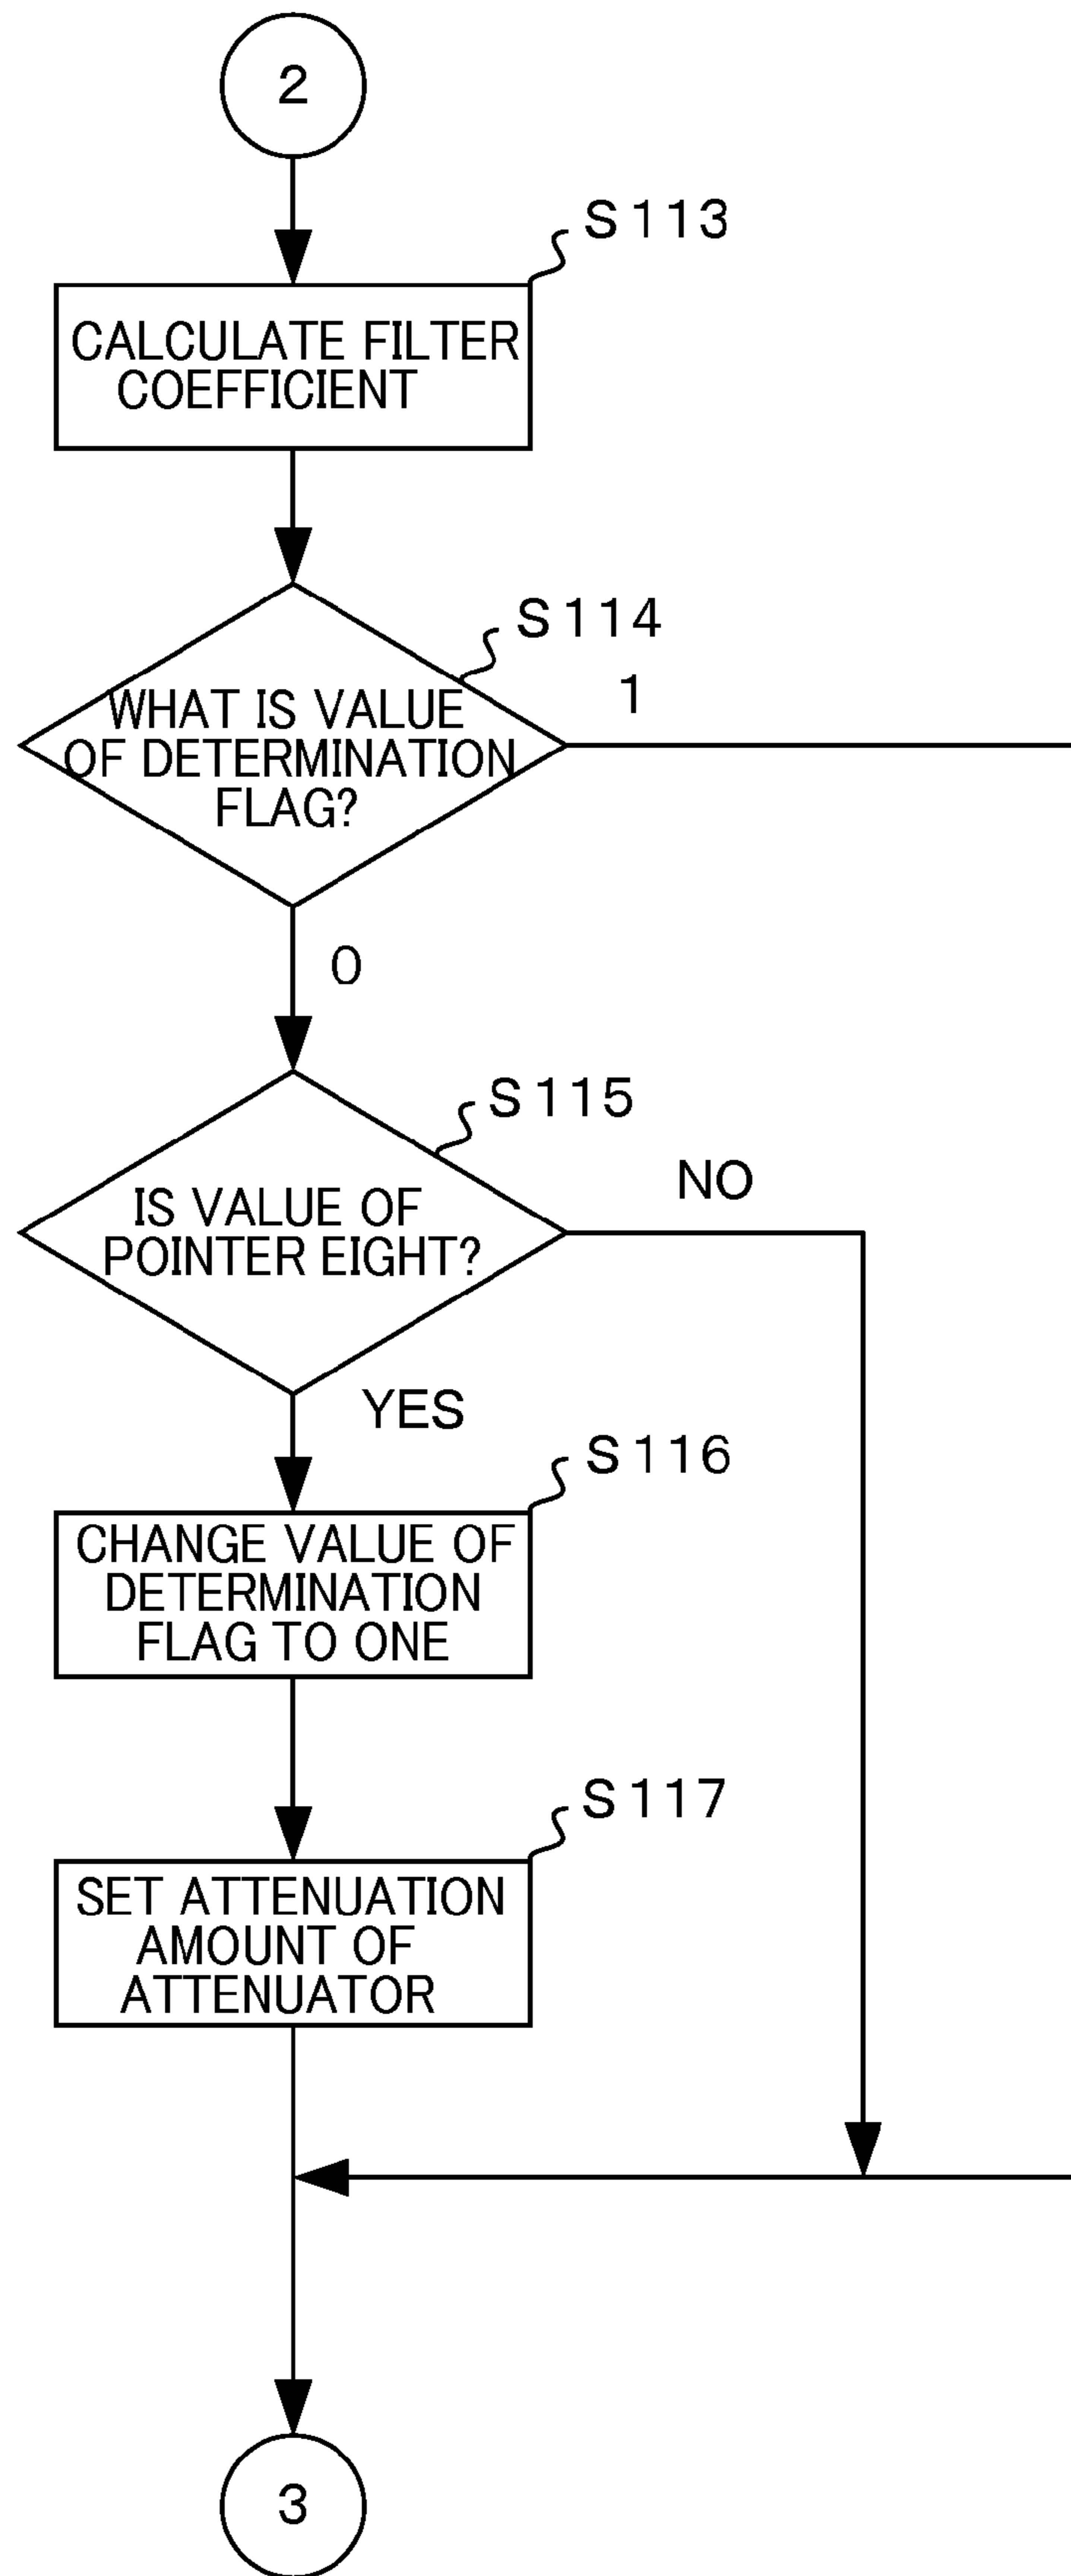 2
S113
CALCULATE FILTER
COEFFICIENT
S114
1
WHAT IS VALUE
OF DETERMINATION
FLAG?
0
S115
NO
IS VALUE OF
POINTER EIGHT?
YES
S116
CHANGE VALUE OF
DETERMINATION
FLAG TO ONE
S117
SET ATTENUATION
AMOUNT OF
ATTENUATOR
3